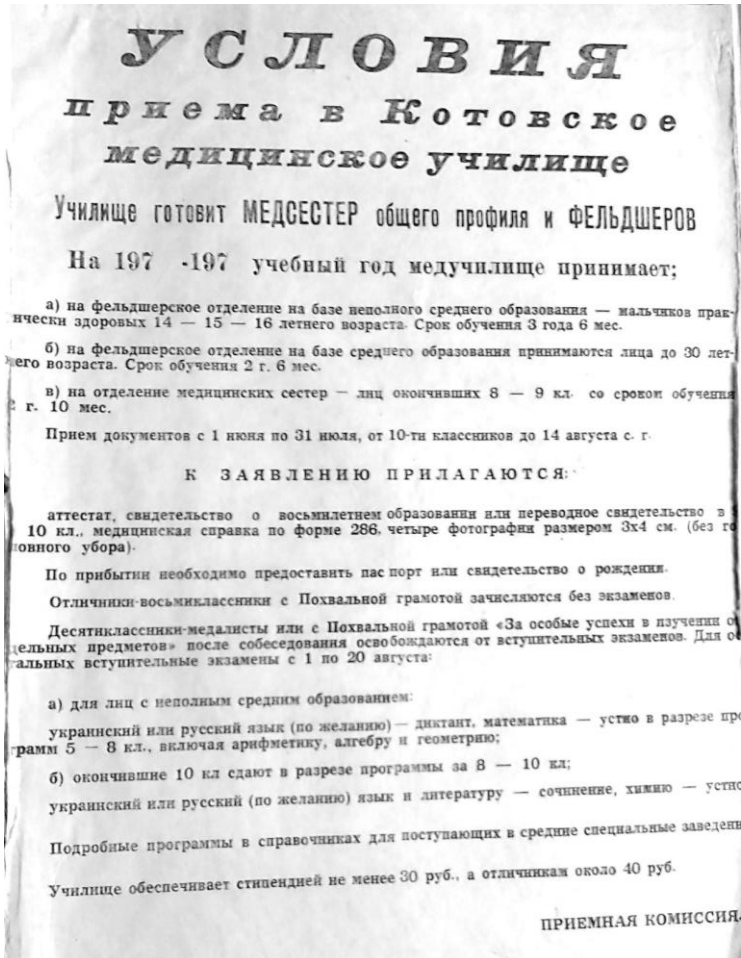 УСЛОВИЯ
приема в Котовское
медицинское училище
Училище готовит МЕДСЕСТЕР общего профиля и ФЕЛЬДШЕРОВ
На 197 -197 учебный год медучилище принимает;
а) на фельдшерское отделение на базе неполного среднего образования — мальчиков прак-
ически здоровых 14 — 15 — 16 летнего возраста. Срок обучения 3 года 6 мес.
б) на фельдшерское отделение на базе среднего образования принимаются лица до 30 лет-
его возраста. Срок обучения 2 г. 6 мес.
в) на отделение медицинских сестер — лиц окончивших 8 — 9 кл. со сроком обучения
2 г. 10 мес.
Прием документов с 1 июня по 31 июля, от 10-ти классников до 14 августа с. г.
К ЗАЯВЛЕНИЮ ПРИЛАГАЮТСЯ:
аттестат, свидетельство о восьмилетнем образовании или переводное свидетельство в
10 кл., медицинская справка по форме 286, четыре фотографии размером 3х4 см. (без го
ловного убора).
По прибытии необходимо предоставить пас порт или свидетельство о рождении.
Отличники-восьмиклассники с Похвальной грамотой зачисляются без экзаменов.
Десятиклассники-медалисты или с Похвальной грамотой «За особые успехи в изучении о
дельных предметов» после собеседования освобождаются от вступительных экзаменов. Для о
тальных вступительные экзамены с 1 по 20 августа:
а) для лиц с неполным средним образованием:
украинский или русский язык (по желанию) — диктант, математика — устно в разрезе про
грамм 5 — 8 кл., включая арифметику, алгебру и геометрию;
б) окончившие 10 кл сдают в разрезе программы за 8 — 10 кл;
украинский или русский (по желанию) язык и литературу — сочинение, химию — устно
Подробные программы в справочниках для поступающих в средние специальные заведени
Училище обеспечивает стипендией не менее 30 руб., а отличникам около 40 руб.
ПРИЕМНАЯ КОМИССИЯ.